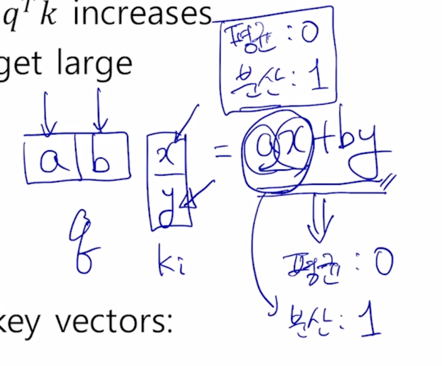 qᵀk increases
get large
평균 : 0
분산 : 1
a b x y = ax + by
q ki
평균 : 0
분산 : 1
key vectors: